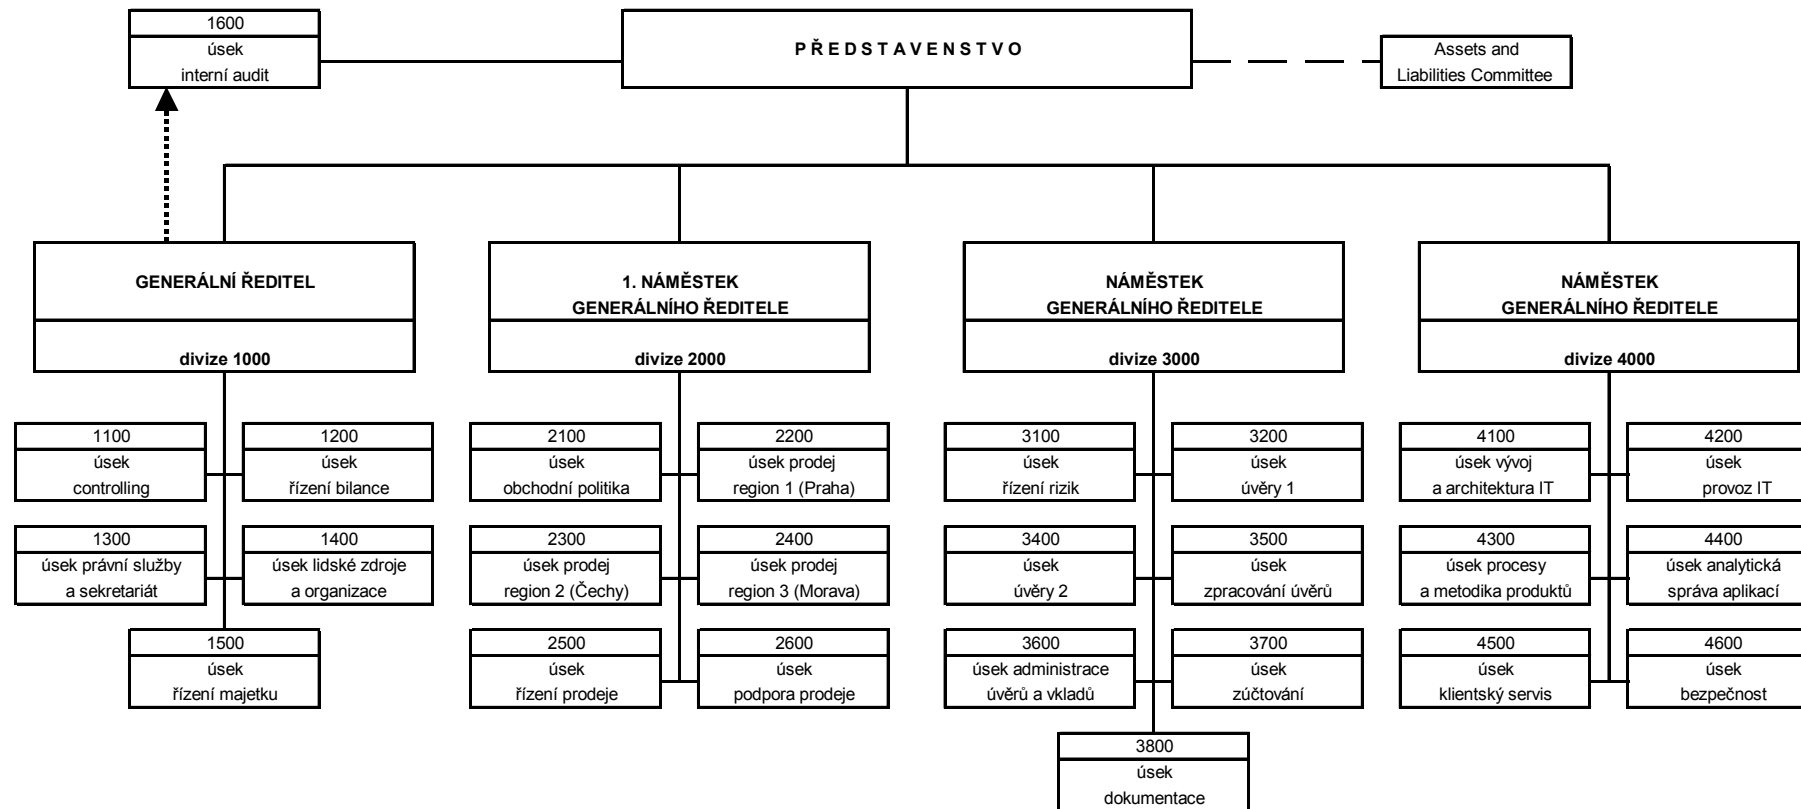 1600
úsek
interní audit
P Ř E D S T A V E N S T V O
Assets and
Liabilities Committee
GENERÁLNÍ ŘEDITEL
divize 1000
1. NÁMĚSTEK
GENERÁLNÍHO ŘEDITELE
divize 2000
NÁMĚSTEK
GENERÁLNÍHO ŘEDITELE
divize 3000
NÁMĚSTEK
GENERÁLNÍHO ŘEDITELE
divize 4000
1100
úsek
controlling
1200
úsek
řízení bilance
2100
úsek
obchodní politika
2200
úsek prodej
region 1 (Praha)
3100
úsek
řízení rizik
3200
úsek
úvěry 1
4100
úsek vývoj
a architektura IT
4200
úsek
provoz IT
1300
úsek právní služby
a sekretariát
1400
úsek lidské zdroje
a organizace
2300
úsek prodej
region 2 (Čechy)
2400
úsek prodej
region 3 (Morava)
3400
úsek
úvěry 2
3500
úsek
zpracování úvěrů
4300
úsek procesy
a metodika produktů
4400
úsek analytická
správa aplikací
1500
úsek
řízení majetku
2500
úsek
řízení prodeje
2600
úsek
podpora prodeje
3600
úsek administrace
úvěrů a vkladů
3700
úsek
zúčtování
4500
úsek
klientský servis
4600
úsek
bezpečnost
3800
úsek
dokumentace